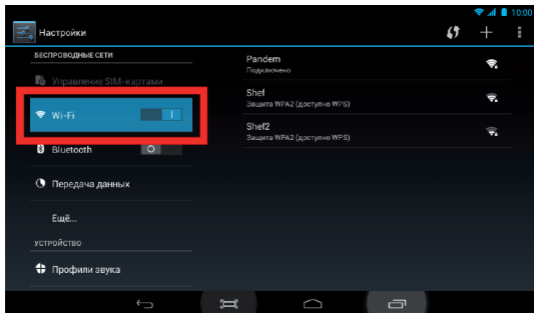 10:00
Настройки
БЕСПРОВОДНЫЕ СЕТИ
Управление SIM-картами
Wi-Fi
Bluetooth
Передача данных
Ещё...
УСТРОЙСТВО
Профили звука
Pandem
Подключено
Shef
Защита WPA2 (доступно WPS)
Shef2
Защита WPA2 (доступно WPS)